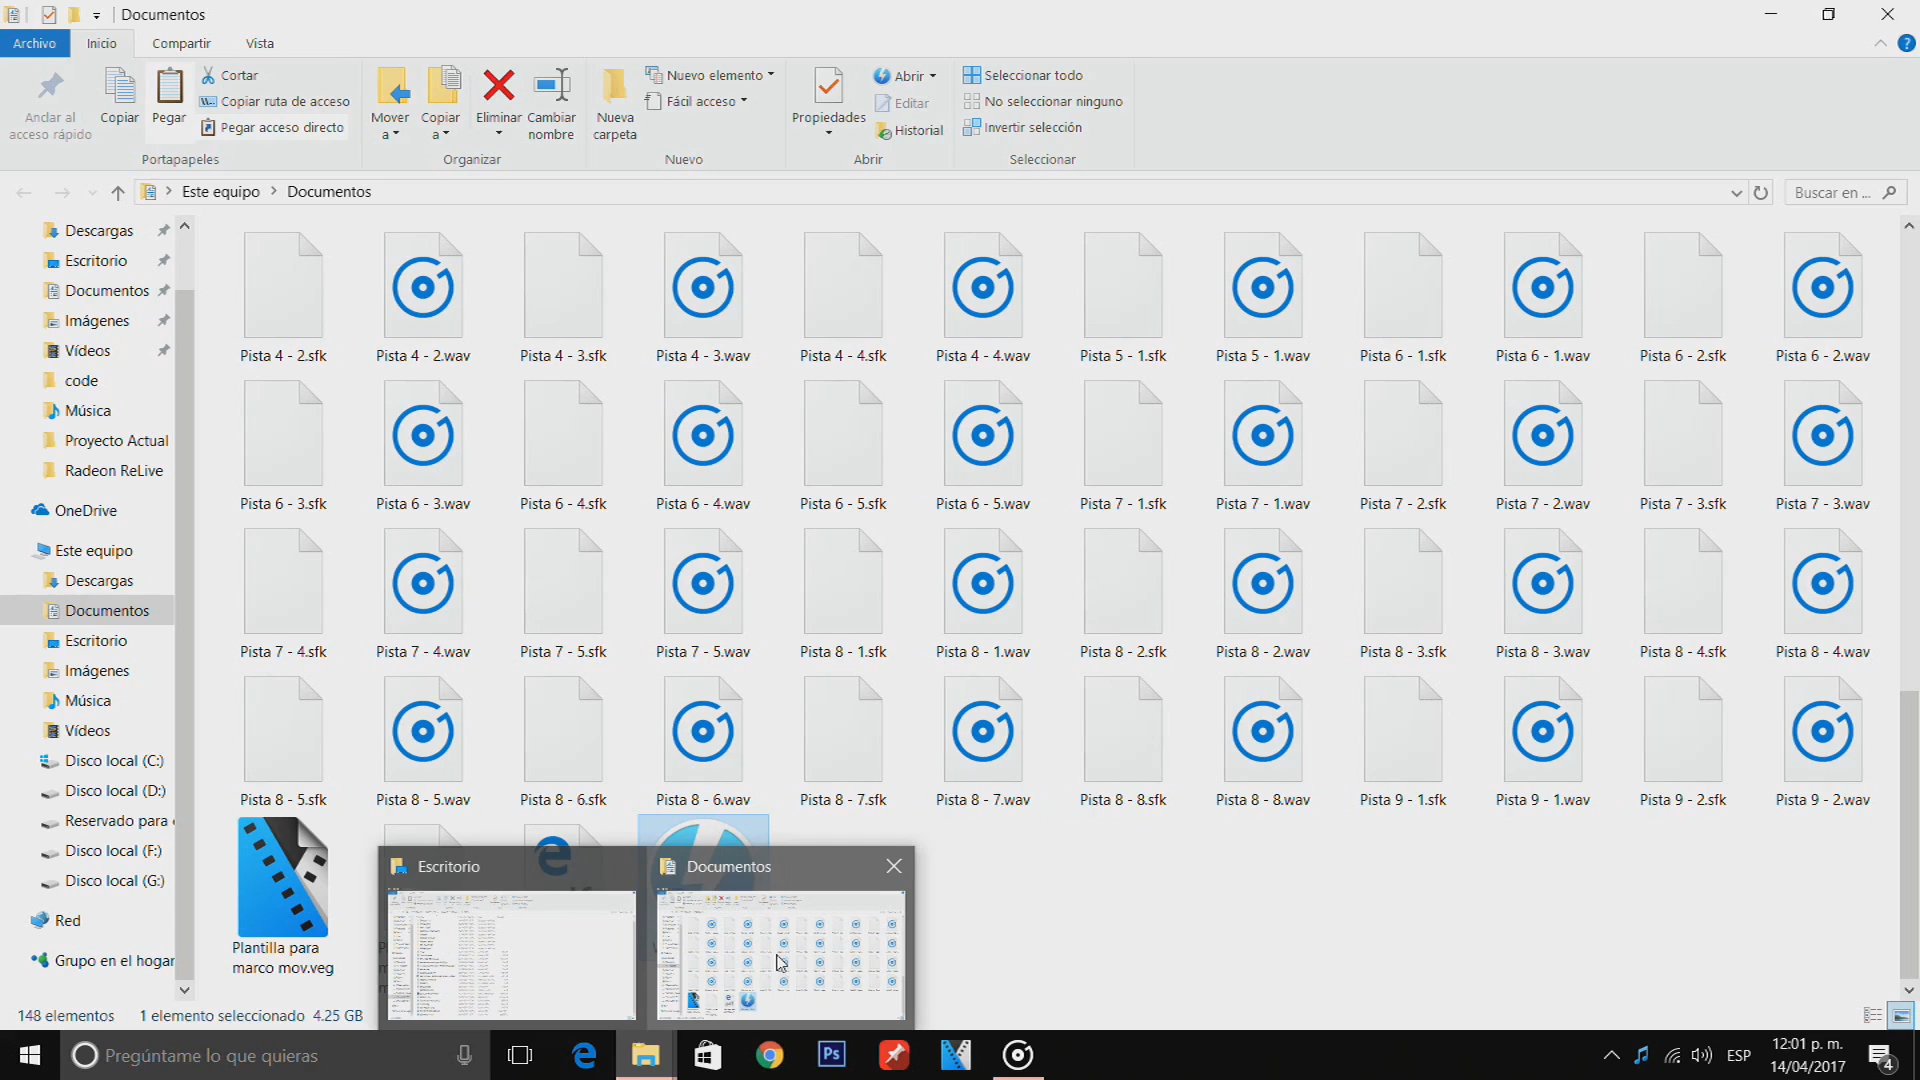 Documentos
Archivo
Inicio
Compartir
Vista
Andar al
acceso rápido
Copiar
Pegar
Cortar
Copiar ruta de acceso
Pegar acceso directo
Portapapeles
Mover
a
Copiar
a
Eliminar
Cambiar
nombre
Organizar
Nueva
carpeta
Nuevo elemento
Fácil acceso
Nuevo
Propiedades
Abrir
Editar
Historial
Abrir
Seleccionar todo
No seleccionar ninguno
Invertir selección
Seleccionar
Este equipo
Documentos
Buscar en ...
Descargas
Escritorio
Documentos
Imágenes
Vídeos
code
Música
Proyecto Actual
Radeon ReLive
OneDrive
Este equipo
Descargas
Documentos
Escritorio
Imágenes
Música
Vídeos
Disco local (C:)
Disco local (D:)
Reservado para
Disco local (F:)
Disco local (G:)
Red
Grupo en el hogar
Pista 4 - 2.sfk
Pista 4 - 2.wav
Pista 4 - 3.sfk
Pista 4 - 3.wav
Pista 4 - 4.sfk
Pista 4 - 4.wav
Pista 5 - 1.sfk
Pista 5 - 1.wav
Pista 6 - 1.sfk
Pista 6 - 1.wav
Pista 6 - 2.sfk
Pista 6 - 2.wav
Pista 6 - 3.sfk
Pista 6 - 3.wav
Pista 6 - 4.sfk
Pista 6 - 4.wav
Pista 6 - 5.sfk
Pista 6 - 5.wav
Pista 7 - 1.sfk
Pista 7 - 1.wav
Pista 7 - 2.sfk
Pista 7 - 2.wav
Pista 7 - 3.sfk
Pista 7 - 3.wav
Pista 7 - 4.sfk
Pista 7 - 4.wav
Pista 7 - 5.sfk
Pista 7 - 5.wav
Pista 8 - 1.sfk
Pista 8 - 1.wav
Pista 8 - 2.sfk
Pista 8 - 2.wav
Pista 8 - 3.sfk
Pista 8 - 3.wav
Pista 8 - 4.sfk
Pista 8 - 4.wav
Pista 8 - 5.sfk
Pista 8 - 5.wav
Pista 8 - 6.sfk
Pista 8 - 6.wav
Pista 8 - 7.sfk
Pista 8 - 7.wav
Pista 8 - 8.sfk
Pista 8 - 8.wav
Pista 9 - 1.sfk
Pista 9 - 1.wav
Pista 9 - 2.sfk
Pista 9 - 2.wav
Plantilla para
marco mov.veg
Escritorio
Documentos
148 elementos
1 elemento seleccionado 4.25 GB
Pregúntame lo que quieras
Ps
ESP
12:01 p. m.
14/04/2017
4